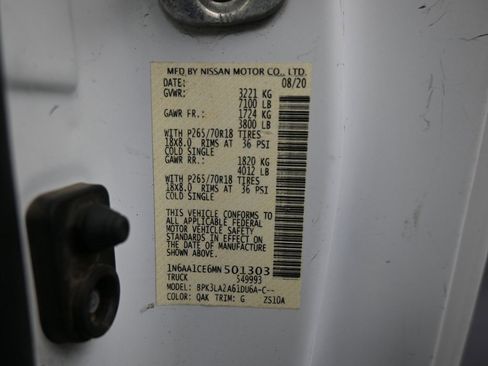 MFD BY NISSAN MOTOR CO., LTD.
DATE: 08/20
GVWR: 3221 KG
7100 LB
GAWR FR.: 1724 KG
3800 LB
WITH P265/70R18 TIRES
18X8.0 RIMS AT 36 PSI
COLD SINGLE
GAWR RR.: 1820 KG
4012 LB
WITH P265/70R18 TIRES
18X8.0 RIMS AT 36 PSI
COLD SINGLE
THIS VEHICLE CONFORMS TO
ALL APPLICABLE FEDERAL
MOTOR VEHICLE SAFETY
STANDARDS IN EFFECT ON
THE DATE OF MANUFACTURE
SHOWN ABOVE.
1N6AA1CE6MN501303
TRUCK S49993
MODEL: BPK3LA2A61DU6A-C--
COLOR: QAK TRIM: G ZS10A